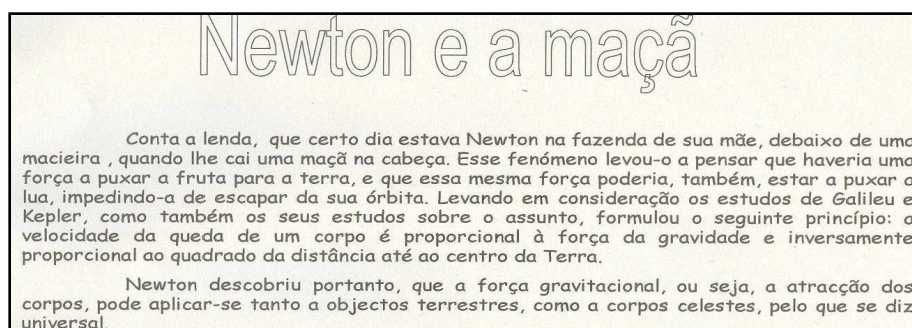 Newton e a maçã
Conta a lenda, que certo dia estava Newton na fazenda de sua mãe, debaixo de uma
macieira , quando lhe cai uma maçã na cabeça. Esse fenómeno levou-o a pensar que haveria uma
força a puxar a fruta para a terra, e que essa mesma força poderia, também, estar a puxar a
lua, impedindo-a de escapar da sua órbita. Levando em consideração os estudos de Galileu e
Kepler, como também os seus estudos sobre o assunto, formulou o seguinte princípio: a
velocidade da queda de um corpo é proporcional à força da gravidade e inversamente
proporcional ao quadrado da distância até ao centro da Terra.
Newton descobriu portanto, que a força gravitacional, ou seja, a atracção dos
corpos, pode aplicar-se tanto a objectos terrestres, como a corpos celestes, pelo que se diz
universal.